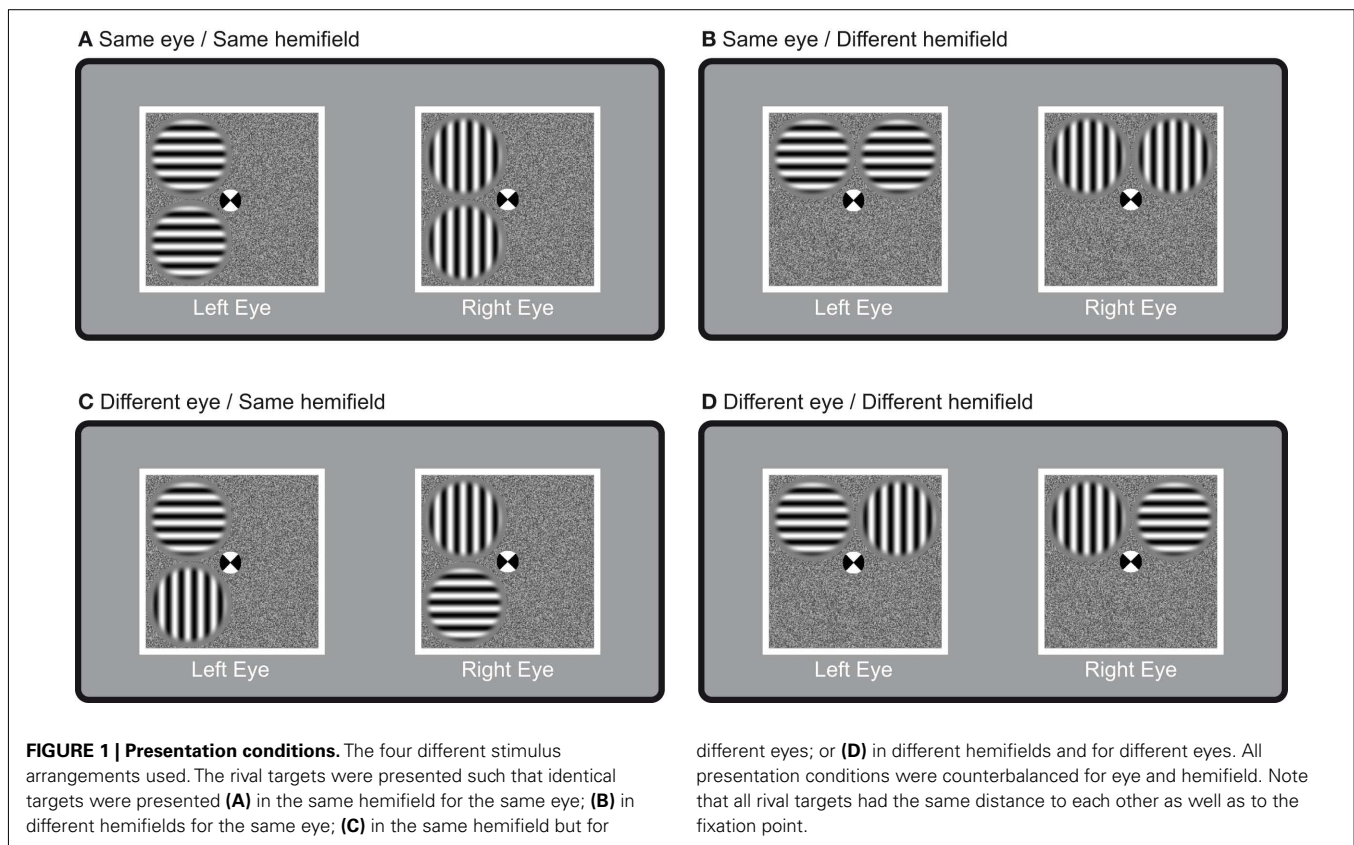 A Same eye / Same hemifield
Left Eye
Right Eye
B Same eye / Different hemifield
Left Eye
Right Eye
C Different eye / Same hemifield
Left Eye
Right Eye
D Different eye / Different hemifield
Left Eye
Right Eye
FIGURE 1 | Presentation conditions. The four different stimulus
arrangements used. The rival targets were presented such that identical
targets were presented (A) in the same hemifield for the same eye; (B) in
different hemifields for the same eye; (C) in the same hemifield but for
different eyes; or (D) in different hemifields and for different eyes. All
presentation conditions were counterbalanced for eye and hemifield. Note
that all rival targets had the same distance to each other as well as to the
fixation point.